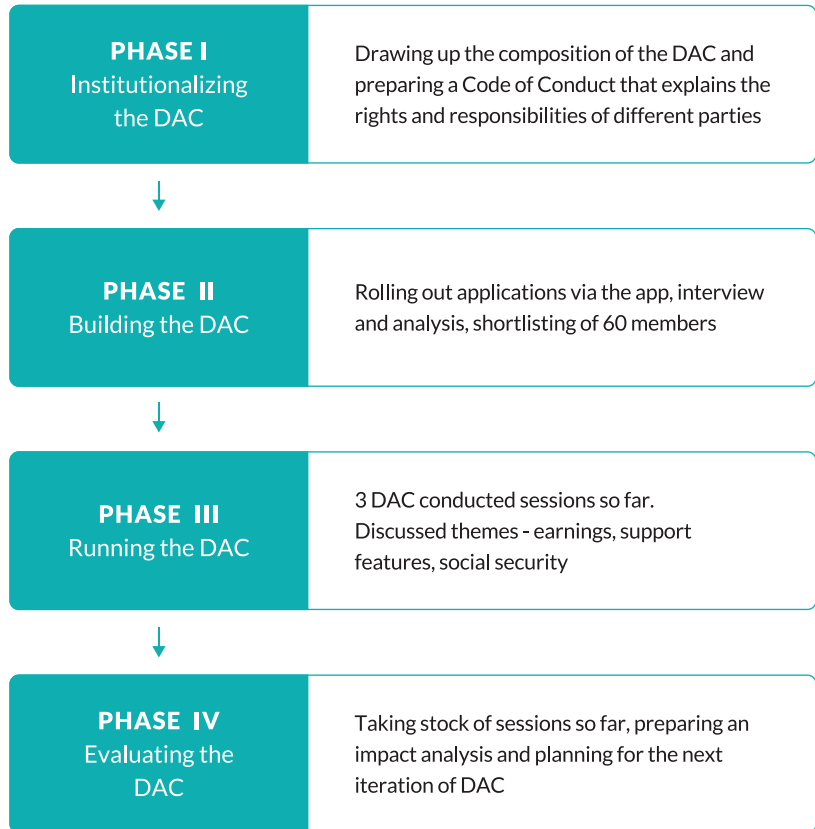 PHASE I
Institutionalizing
the DAC
Drawing up the composition of the DAC and
preparing a Code of Conduct that explains the
rights and responsibilities of different parties
PHASE II
Building the DAC
Rolling out applications via the app, interview
and analysis, shortlisting of 60 members
PHASE III
Running the DAC
3 DAC conducted sessions so far.
Discussed themes - earnings, support
features, social security
PHASE IV
Evaluating the
DAC
Taking stock of sessions so far, preparing an
impact analysis and planning for the next
iteration of DAC